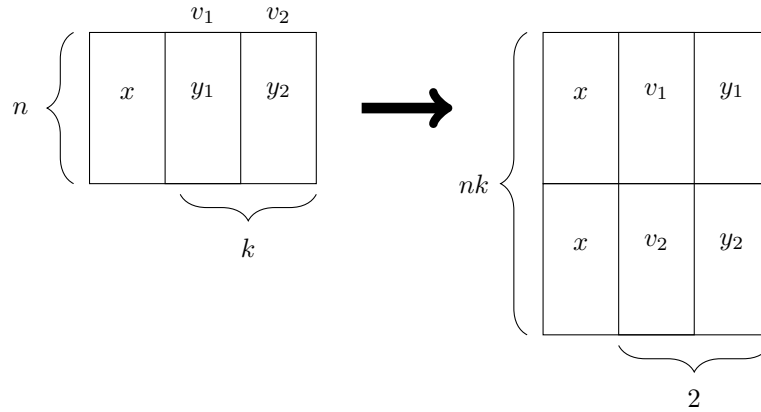 v₁ v₂
n x y₁ y₂
k
x v₁ y₁
nk
x v₂ y₂
2